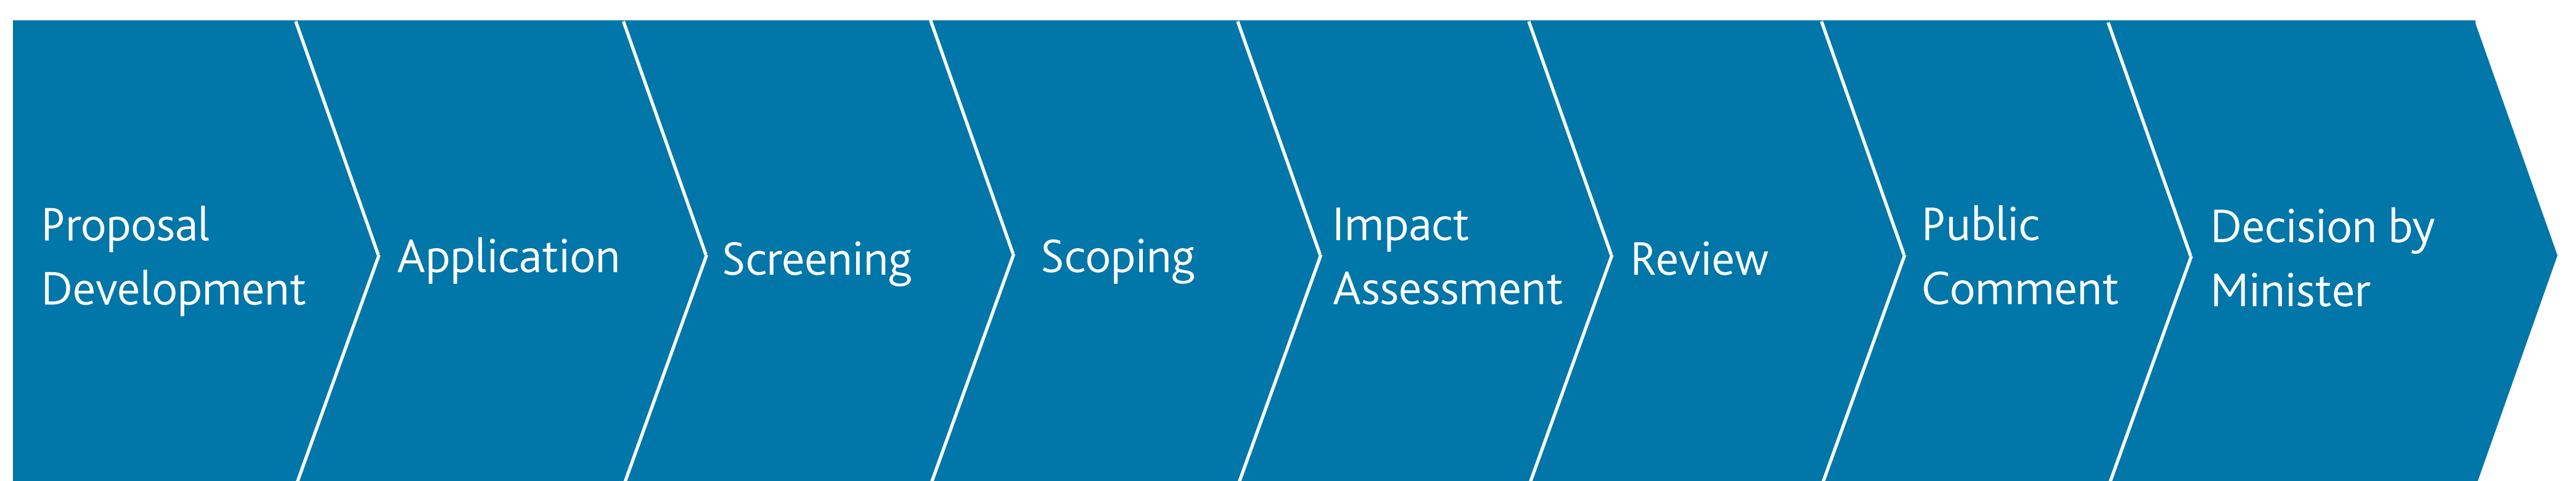 Proposal
Development
Application
Screening
Scoping
Impact
Assessment
Review
Public
Comment
Decision by
Minister